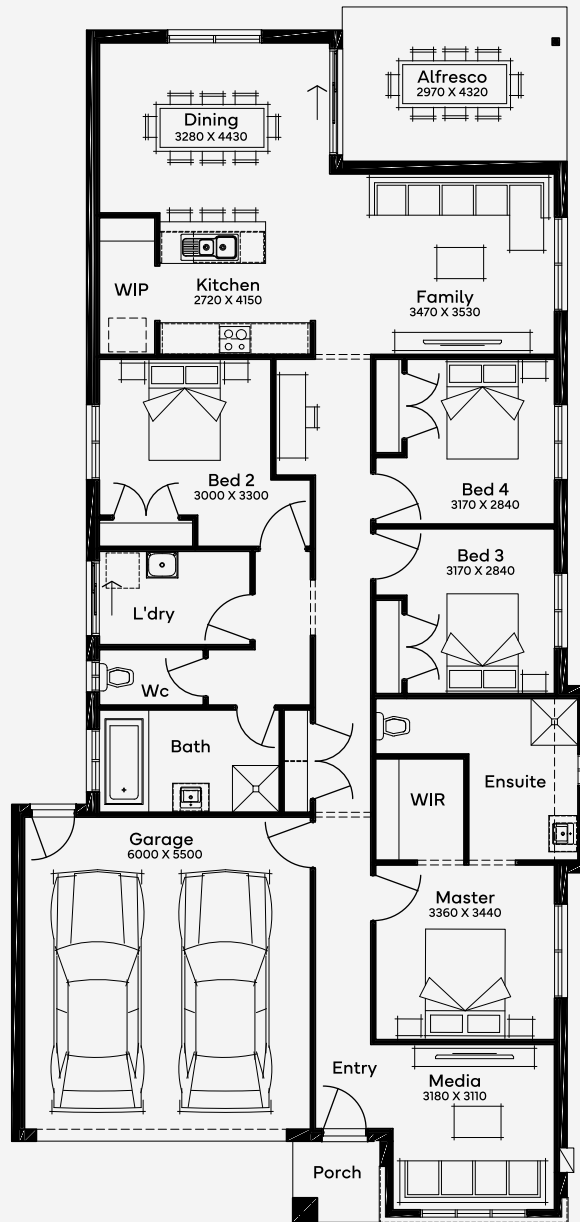 Alfresco
2970 X 4320
Dining
3280 X 4430
Kitchen
2720 X 4150
WIP
Family
3470 X 3530
Bed 2
3000 X 3300
Bed 4
3170 X 2840
Bed 3
3170 X 2840
L'dry
Wc
Bath
Ensuite
WIR
Garage
6000 X 5500
Master
3360 X 3440
Entry
Media
3180 X 3110
Porch